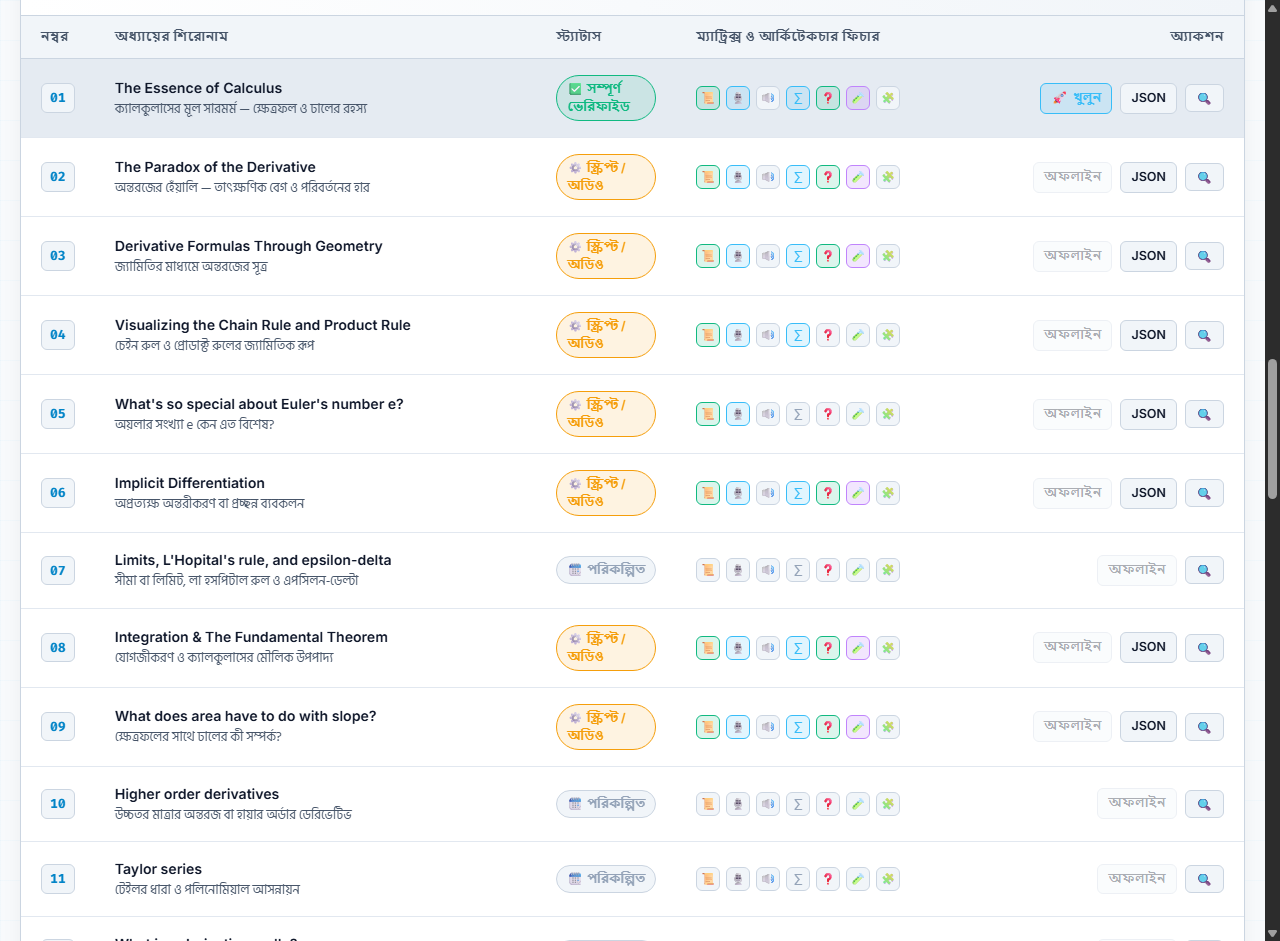 নম্বর অধ্যায়ের শিরোনাম স্ট্যাটাস ম্যাট্রিক্স ও আর্কিটেকচার ফিচার অ্যাকশন
01 The Essence of Calculus ✅ সম্পূর্ণ ভেরিফাইড ∑ ❓ 🚀 খুলুন JSON
ক্যালকুলাসের মূল সারমর্ম — ক্ষেত্রফল ও ঢালের রহস্য
02 The Paradox of the Derivative ⚙️ স্ক্রিপ্ট / অডিও ∑ ❓ অফলাইন JSON
অন্তরজের হেঁয়ালি — তাৎক্ষণিক বেগ ও পরিবর্তনের হার
03 Derivative Formulas Through Geometry ⚙️ স্ক্রিপ্ট / অডিও ∑ ❓ অফলাইন JSON
জ্যামিতির মাধ্যমে অন্তরজের সূত্র
04 Visualizing the Chain Rule and Product Rule ⚙️ স্ক্রিপ্ট / অডিও ∑ ❓ অফলাইন JSON
চেইন রুল ও প্রোডাক্ট রুলের জ্যামিতিক রূপ
05 What's so special about Euler's number e? ⚙️ স্ক্রিপ্ট / অডিও ∑ ❓ অফলাইন JSON
অয়লার সংখ্যা e কেন এত বিশেষ?
06 Implicit Differentiation ⚙️ স্ক্রিপ্ট / অডিও ∑ ❓ অফলাইন JSON
অপ্রত্যক্ষ অন্তরীকরণ বা প্রচ্ছন্ন ব্যবকলন
07 Limits, L'Hopital's rule, and epsilon-delta পরিকল্পিত ∑ ❓ অফলাইন
সীমা বা লিমিট, লা হসপিটাল রুল ও এপসিলন-ডেল্টা
08 Integration & The Fundamental Theorem ⚙️ স্ক্রিপ্ট / অডিও ∑ ❓ অফলাইন JSON
যোগজীকরণ ও ক্যালকুলাসের মৌলিক উপপাদ্য
09 What does area have to do with slope? ⚙️ স্ক্রিপ্ট / অডিও ∑ ❓ অফলাইন JSON
ক্ষেত্রফলের সাথে ঢালের কী সম্পর্ক?
10 Higher order derivatives পরিকল্পিত ∑ ❓ অফলাইন
উচ্চতর মাত্রার অন্তরজ বা হায়ার অর্ডার ডেরিভেটিভ
11 Taylor series পরিকল্পিত ∑ ❓ অফলাইন
টেইলর ধারা ও পলিনোমিয়াল আসন্নায়ন